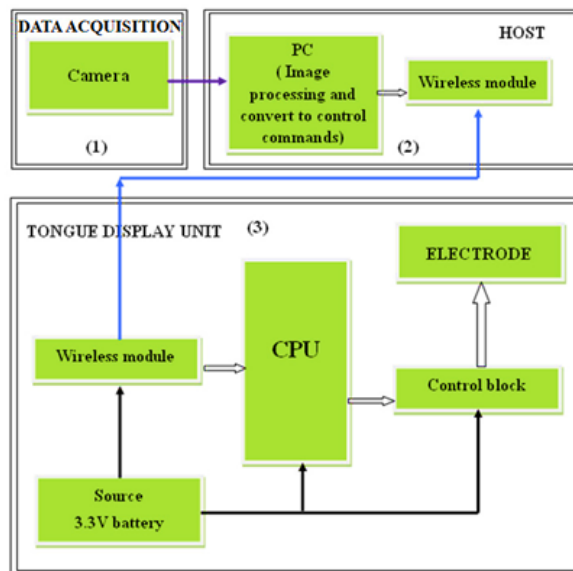 DATA ACQUISITION
Camera
(1)
HOST
PC
( Image
processing and
convert to control
commands)
Wireless module
(2)
TONGUE DISPLAY UNIT (3)
ELECTRODE
CPU
Wireless module
Control block
Source
3.3V battery